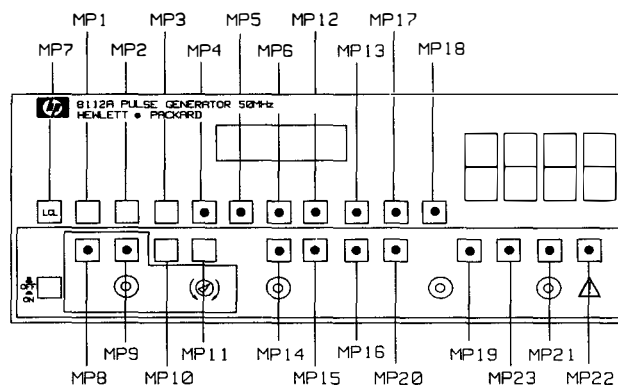 MP1 MP3 MP5 MP12 MP17
MP7 MP2 MP4 MP6 MP13 MP18
hp 8112A PULSE GENERATOR 50MHz
HEWLETT • PACKARD
LCL
MP9 MP11 MP14 MP16 MP19 MP21
MP8 MP10 MP15 MP20 MP23 MP22